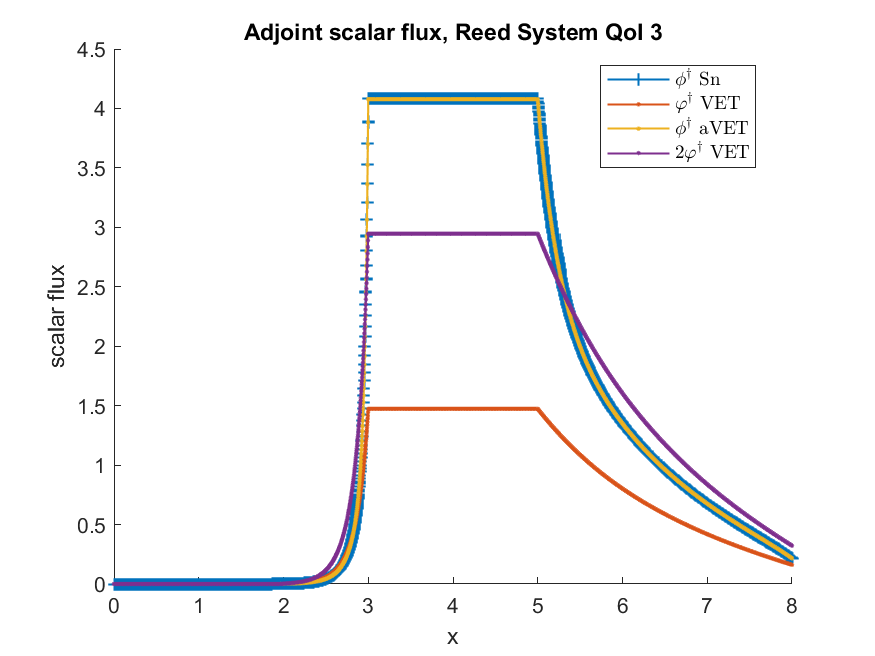 Adjoint scalar flux, Reed System QoI 3
4.5
4
3.5
3
2.5
2
1.5
1
0.5
0
scalar flux
ϕ† Sn
φ† VET
ϕ† aVET
2φ† VET
0 1 2 3 4 5 6 7 8
x